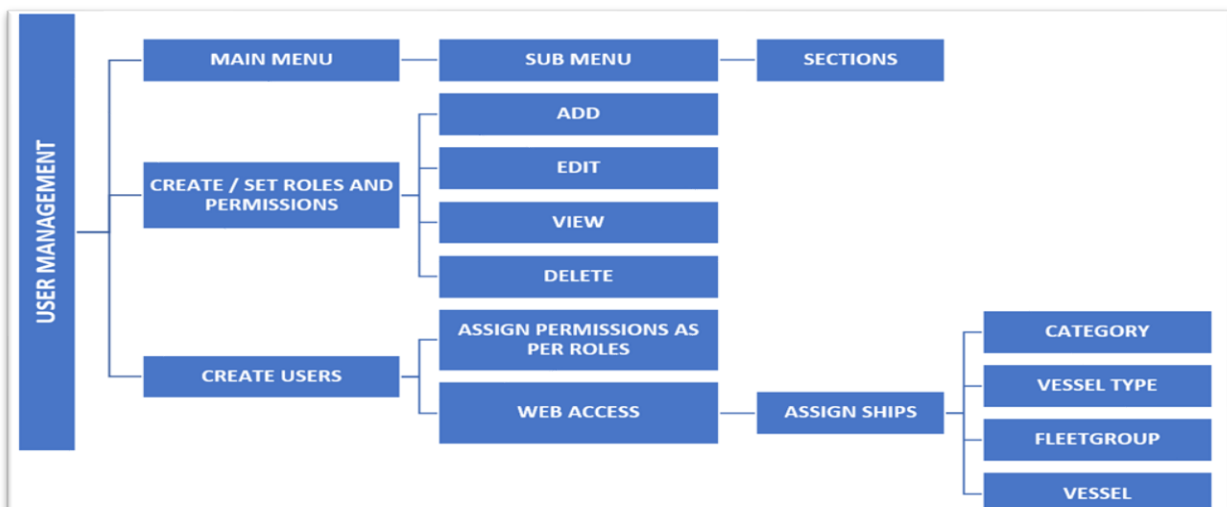 USER MANAGEMENT
MAIN MENU
SUB MENU
SECTIONS
CREATE / SET ROLES AND
PERMISSIONS
ADD
EDIT
VIEW
DELETE
CREATE USERS
ASSIGN PERMISSIONS AS
PER ROLES
WEB ACCESS
ASSIGN SHIPS
CATEGORY
VESSEL TYPE
FLEETGROUP
VESSEL